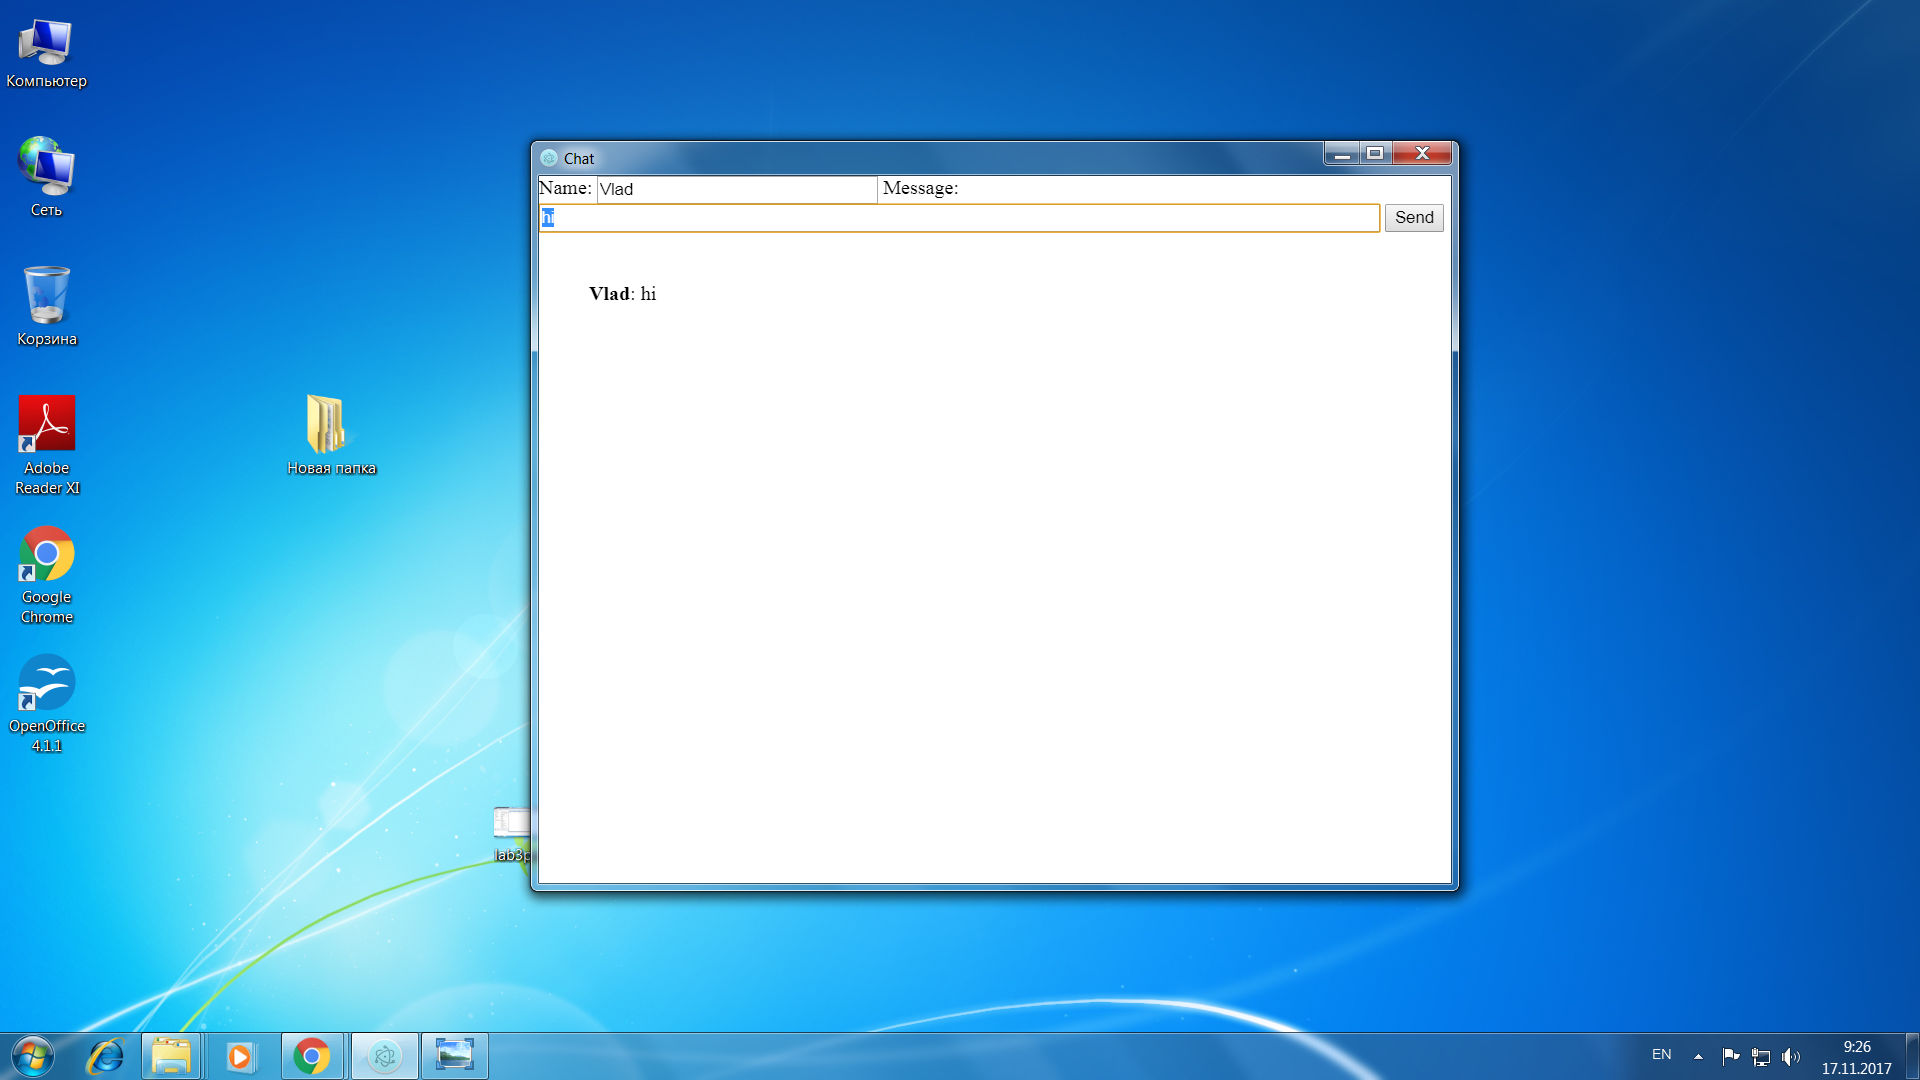 Компьютер
Сеть
Корзина
Adobe
Reader XI
Google
Chrome
OpenOffice
4.1.1
Новая папка
lab3p
Chat
Name: Vlad Message:
hi Send
Vlad: hi
EN
9:26
17.11.2017